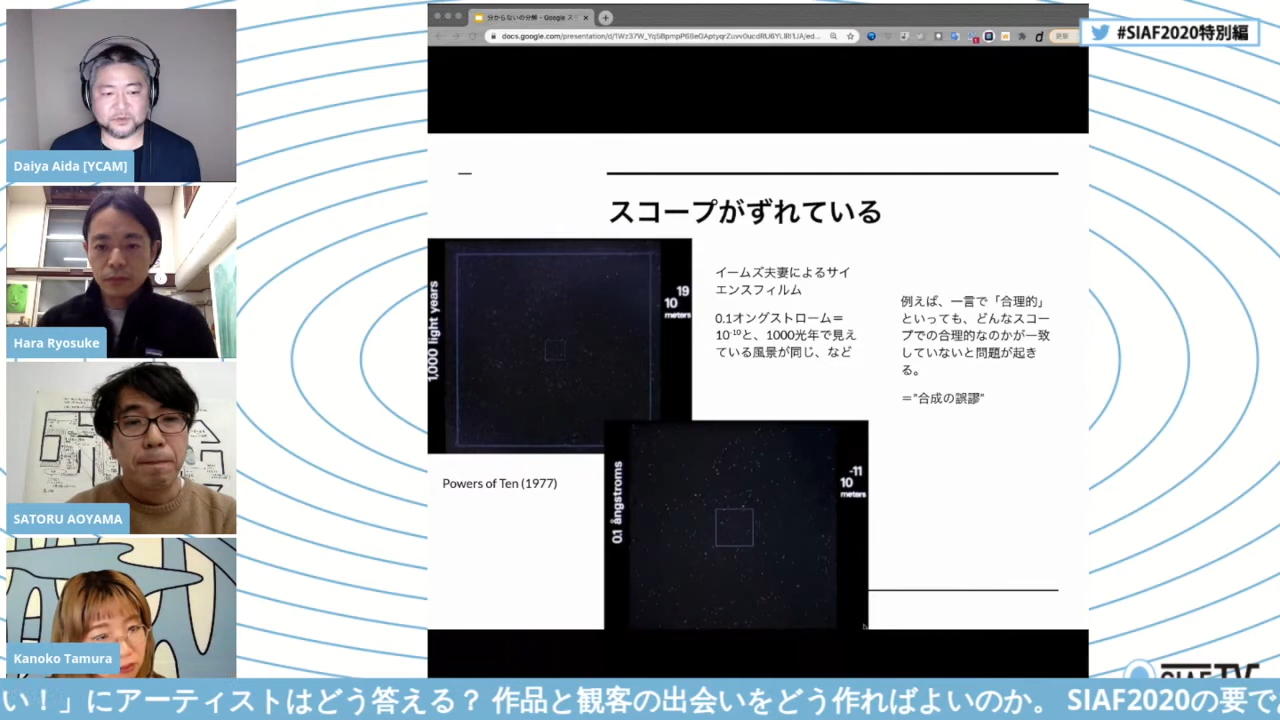 分からないの分解 - Google ス
#SIAF2020特別編
Daiya Aida [YCAM]
Hara Ryosuke
SATORU AOYAMA
Kanoko Tamura
スコープがずれている
1,000 light years
19
10
meters
イームズ夫妻によるサイ
エンスフィルム
0.1オングストローム＝
10⁻¹⁰と、1000光年で見え
ている風景が同じ、など
例えば、一言で「合理的」
といっても、どんなスコー
プでの合理的なのかが一致
していないと問題が起き
る。
＝”合成の誤謬”
Powers of Ten (1977)
0.1 ångstroms
-11
10
meters
い！」にアーティストはどう答える？ 作品と観客の出会いをどう作ればよいのか。 SIAF2020の要で